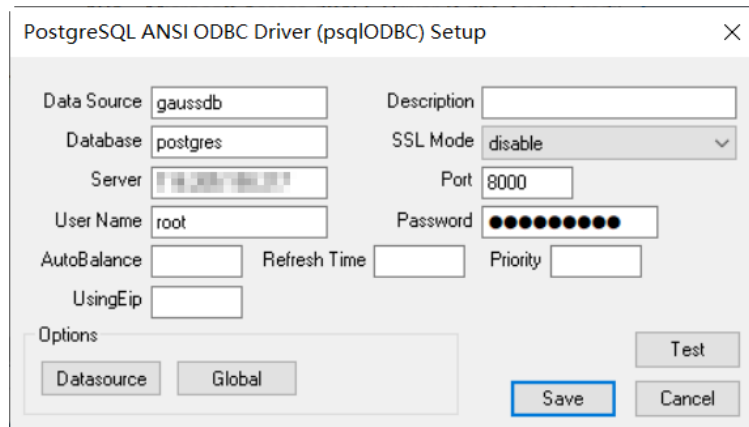 PostgreSQL ANSI ODBC Driver (psqlODBC) Setup
Data Source gaussdb Description
Database postgres SSL Mode disable
Server Port 8000
User Name root Password ●●●●●●●●●
AutoBalance Refresh Time Priority
UsingEip
Options
Test
Datasource Global
Save Cancel